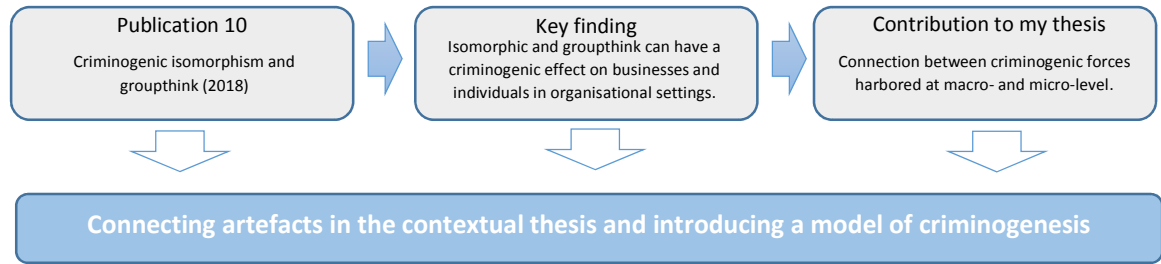 Publication 10
Criminogenic isomorphism and
groupthink (2018)
Key finding
Isomorphic and groupthink can have a
criminogenic effect on businesses and
individuals in organisational settings.
Contribution to my thesis
Connection between criminogenic forces
harbored at macro- and micro-level.
Connecting artefacts in the contextual thesis and introducing a model of criminogenesis